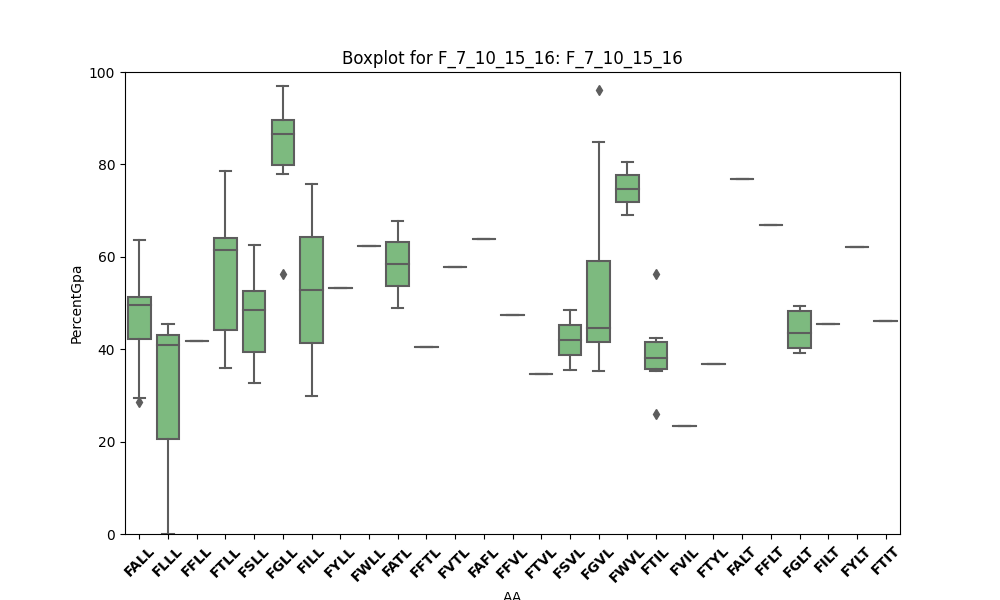 Boxplot for F_7_10_15_16: F_7_10_15_16
PercentGpa
100
80
60
40
20
0
FALL FLLL FFLL FTLL FSLL FGLL FILL FYLL FWLL FATL FFTL FVTL FAFL FFVL FTVL FSVL FGVL FWVL FTIL FVIL FTYL FALT FFLT FGLT FILT FYLT FTIT
AA